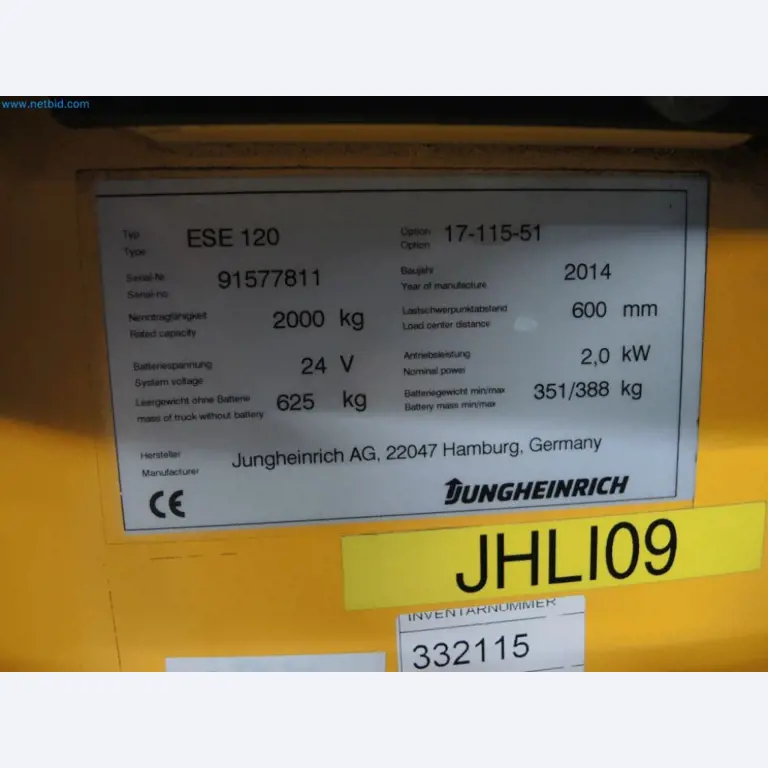 www.netbid.com
Typ
Type
ESE 120
Option
Option
17-115-51
Serial-Nr.
Serial-no.
91577811
Baujahr
Year of manufacture
2014
Nenntragfähigkeit
Rated capacity
2000 kg
Lastschwerpunktabstand
Load center distance
600 mm
Batteriespannung
System voltage
24 V
Antriebsleistung
Nominal power
2,0 kW
Leergewicht ohne Batterie
mass of truck without battery
625 kg
Batteriegewicht min/max
Battery mass min/max
351/388 kg
Hersteller
Manufacturer
Jungheinrich AG, 22047 Hamburg, Germany
CE
JUNGHEINRICH
JHLI09
INVENTARNUMMER
332115